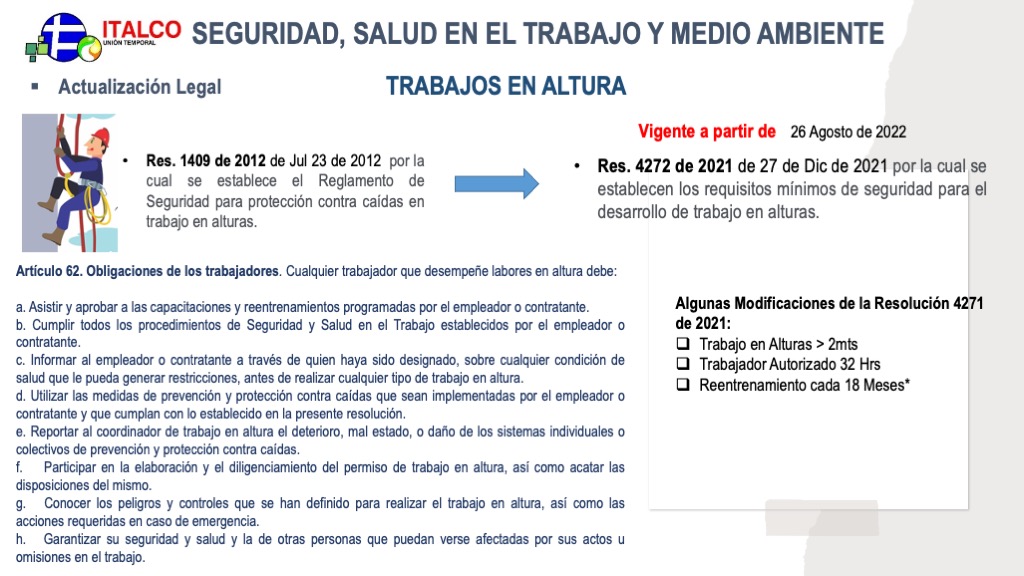 ITALCO
UNIÓN TEMPORAL
SEGURIDAD, SALUD EN EL TRABAJO Y MEDIO AMBIENTE
▪ Actualización Legal
TRABAJOS EN ALTURA
Vigente a partir de 26 Agosto de 2022
• Res. 1409 de 2012 de Jul 23 de 2012 por la
cual se establece el Reglamento de
Seguridad para protección contra caídas en
trabajo en alturas.
• Res. 4272 de 2021 de 27 de Dic de 2021 por la cual se
establecen los requisitos mínimos de seguridad para el
desarrollo de trabajo en alturas.
Artículo 62. Obligaciones de los trabajadores. Cualquier trabajador que desempeñe labores en altura debe:
a. Asistir y aprobar a las capacitaciones y reentrenamientos programadas por el empleador o contratante.
b. Cumplir todos los procedimientos de Seguridad y Salud en el Trabajo establecidos por el empleador o
contratante.
c. Informar al empleador o contratante a través de quien haya sido designado, sobre cualquier condición de
salud que le pueda generar restricciones, antes de realizar cualquier tipo de trabajo en altura.
d. Utilizar las medidas de prevención y protección contra caídas que sean implementadas por el empleador o
contratante y que cumplan con lo establecido en la presente resolución.
e. Reportar al coordinador de trabajo en altura el deterioro, mal estado, o daño de los sistemas individuales o
colectivos de prevención y protección contra caídas.
f. Participar en la elaboración y el diligenciamiento del permiso de trabajo en altura, así como acatar las
disposiciones del mismo.
g. Conocer los peligros y controles que se han definido para realizar el trabajo en altura, así como las
acciones requeridas en caso de emergencia.
h. Garantizar su seguridad y salud y la de otras personas que puedan verse afectadas por sus actos u
omisiones en el trabajo.
Algunas Modificaciones de la Resolución 4271
de 2021:
❑ Trabajo en Alturas > 2mts
❑ Trabajador Autorizado 32 Hrs
❑ Reentrenamiento cada 18 Meses*